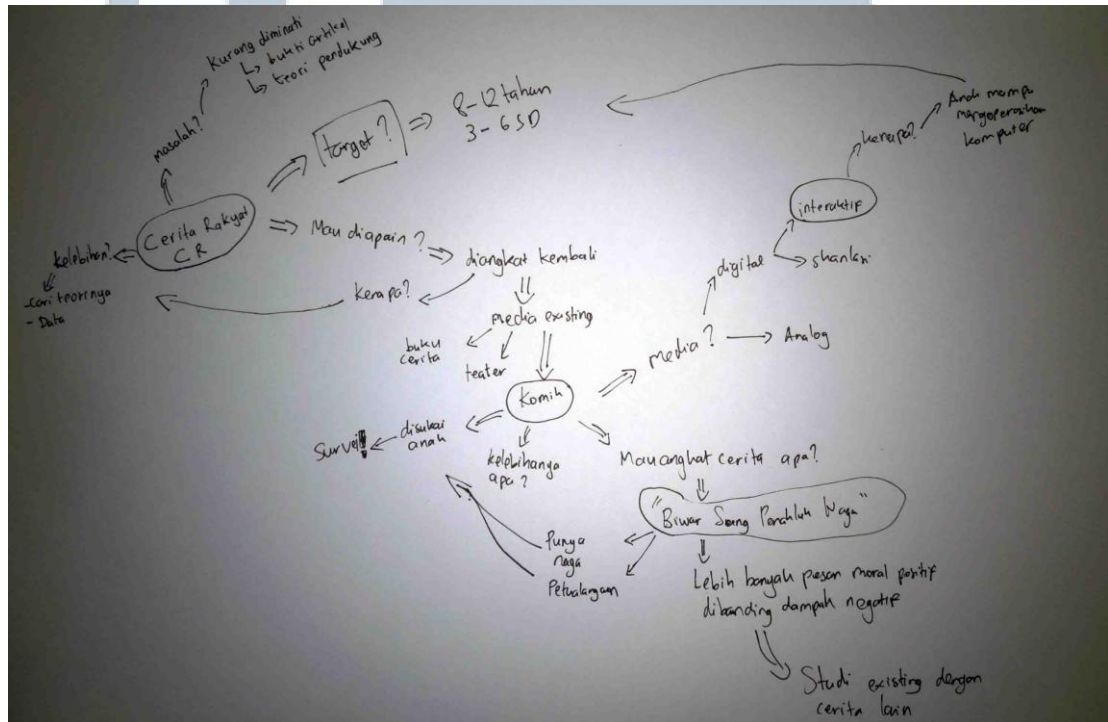 Kurang diminati
↳ bukti artikel
↳ teori pendukung
masalah?
target?
8-12 tahun
3-6 SD
Cerita Rakyat
CR
kelebihan?
- cari teorinya
- Data
Mau diapain?
diangkat kembali
kenapa?
Media existing
buku
cerita
teater
Komik
disukai
anak
Survei!!
kelebihanya
apa?
media?
Analog
digital
interaktif
kenapa?
Anak mampu
mengoperasikan
komputer
Mau angkat cerita apa?
"Biwar Sang Penakluk Naga"
Punya
naga
Petualangan
Lebih banyak pesan moral positif
dibanding dampak negatif
Studi existing dengan
cerita lain